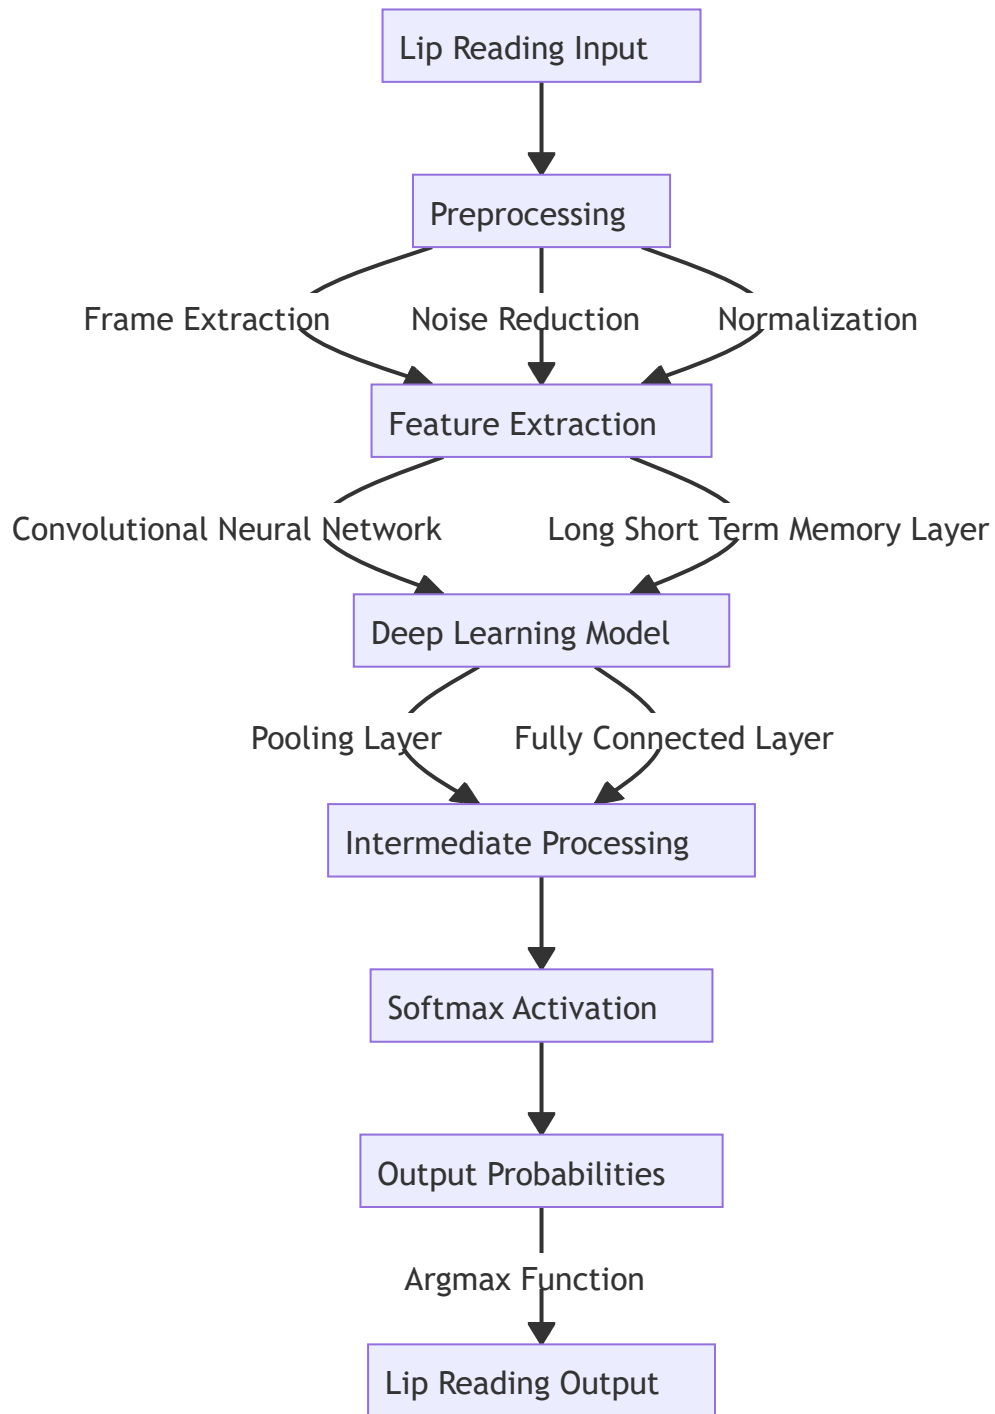 Lip Reading Input
Preprocessing
Frame Extraction
Noise Reduction
Normalization
Feature Extraction
Convolutional Neural Network
Long Short Term Memory Layer
Deep Learning Model
Pooling Layer
Fully Connected Layer
Intermediate Processing
Softmax Activation
Output Probabilities
Argmax Function
Lip Reading Output